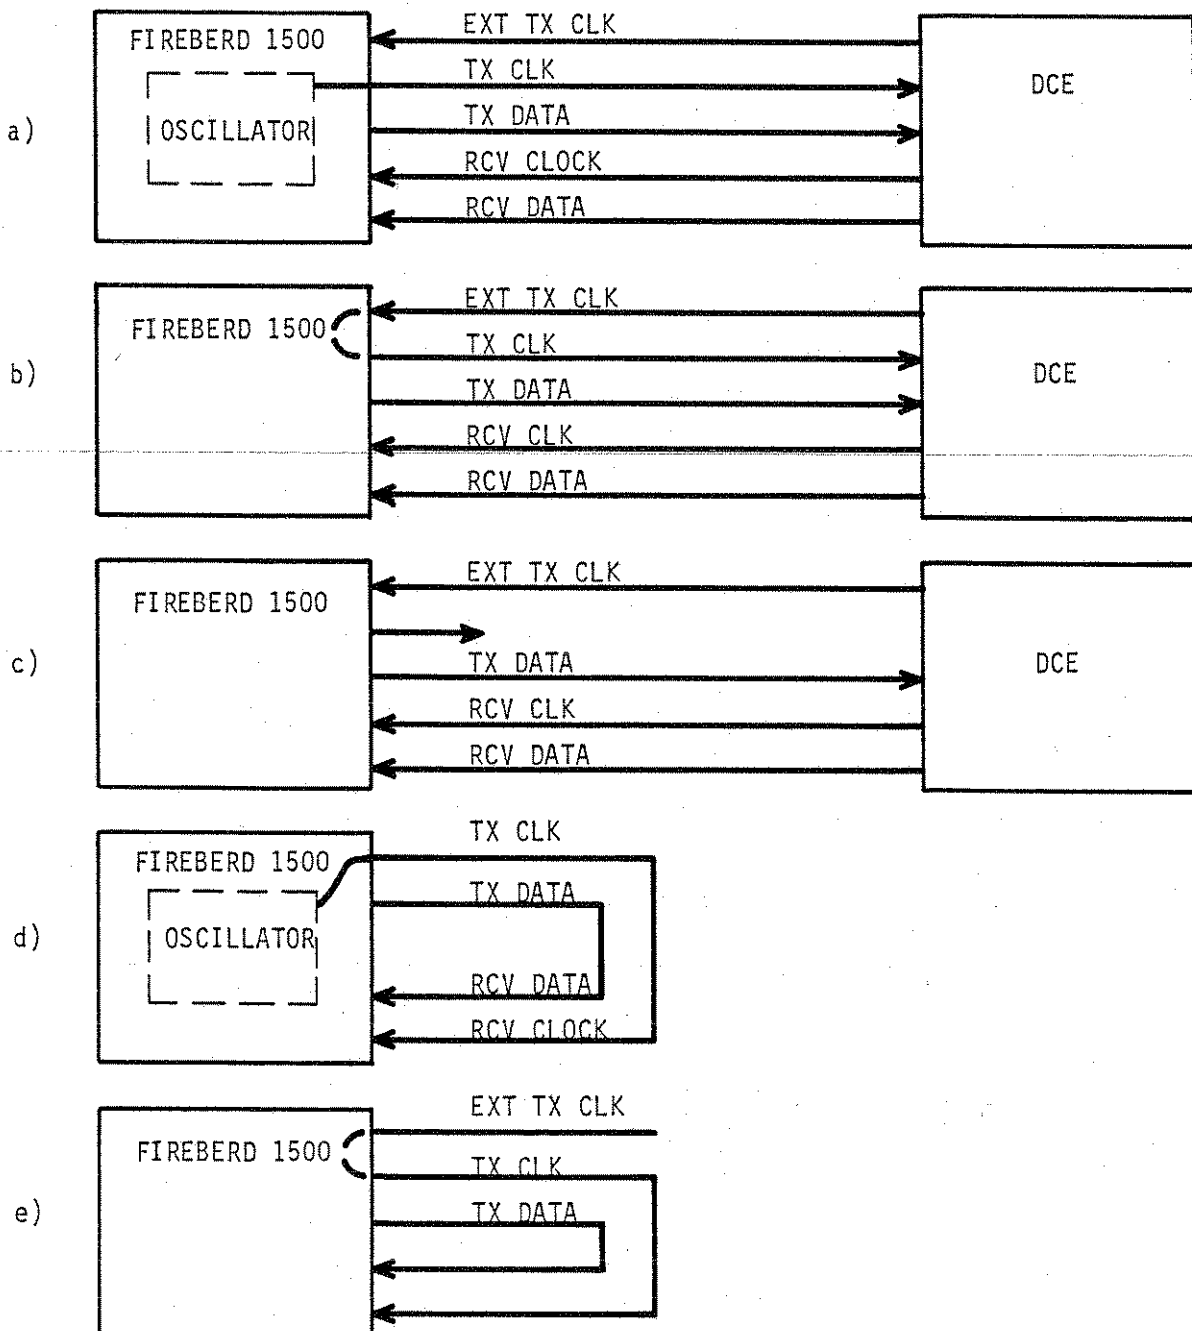 EXT TX CLK
FIREBERD 1500
TX CLK
DCE
a)
OSCILLATOR
TX DATA
RCV CLOCK
RCV DATA
EXT TX CLK
FIREBERD 1500
TX CLK
b)
DCE
TX DATA
RCV CLK
RCV DATA
EXT TX CLK
FIREBERD 1500
c)
TX DATA
DCE
RCV CLK
RCV DATA
TX CLK
FIREBERD 1500
TX DATA
d)
OSCILLATOR
RCV DATA
RCV CLOCK
EXT TX CLK
FIREBERD 1500
TX CLK
e)
TX DATA